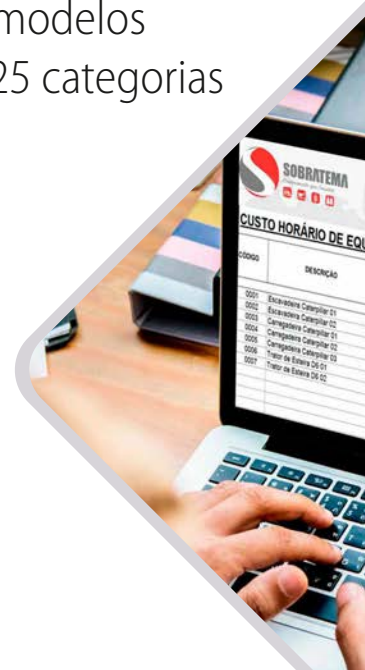 modelos
25 categorias
SOBRATEMA
CUSTO HORÁRIO DE EQU
CÓDIGO DESCRIÇÃO
0001 Escavadeira Caterpillar 01
0002 Escavadeira Caterpillar 02
0003 Carregadeira Caterpillar 01
0004 Carregadeira Caterpillar 02
0005 Carregadeira Caterpillar 03
0006 Trator de Esteira D6 01
0007 Trator de Esteira D6 02